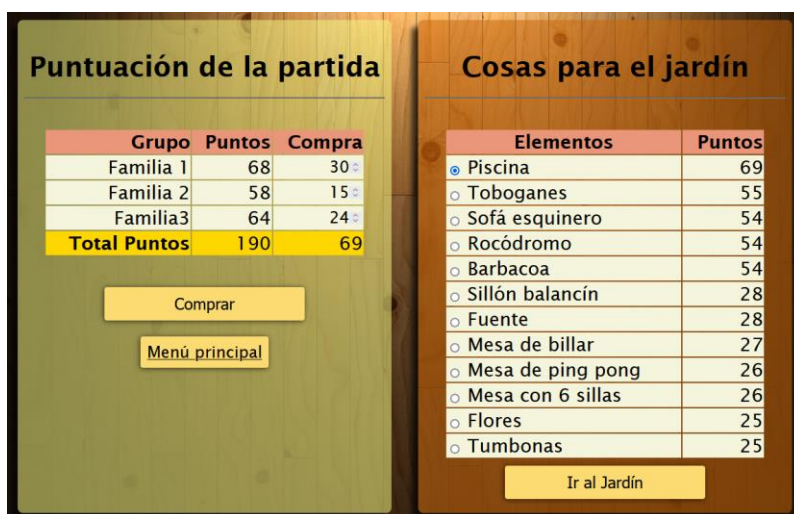 Puntuación de la partida
Grupo Puntos Compra
Familia 1 68 30
Familia 2 58 15
Familia3 64 24
Total Puntos 190 69
Comprar
Menú principal
Cosas para el jardín
Elementos Puntos
Piscina 69
Toboganes 55
Sofá esquinero 54
Rocódromo 54
Barbacoa 54
Sillón balancín 28
Fuente 28
Mesa de billar 27
Mesa de ping pong 26
Mesa con 6 sillas 26
Flores 25
Tumbonas 25
Ir al Jardín